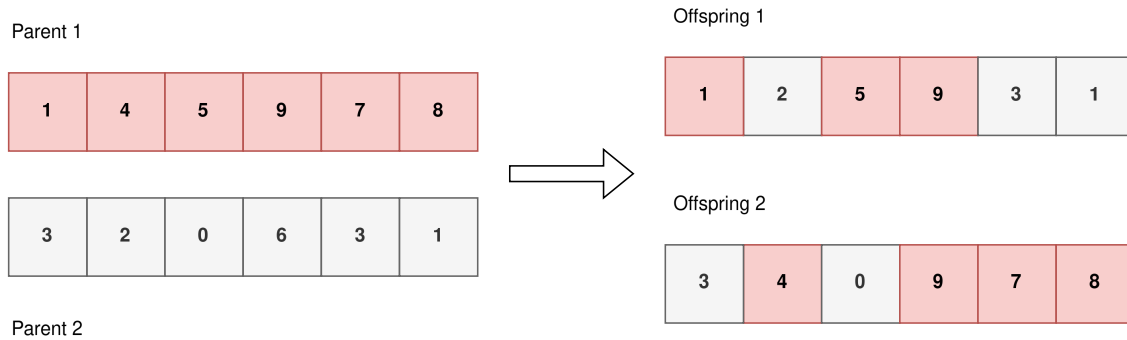 Parent 1
1 4 5 9 7 8
3 2 0 6 3 1
Parent 2
Offspring 1
1 2 5 9 3 1
Offspring 2
3 4 0 9 7 8